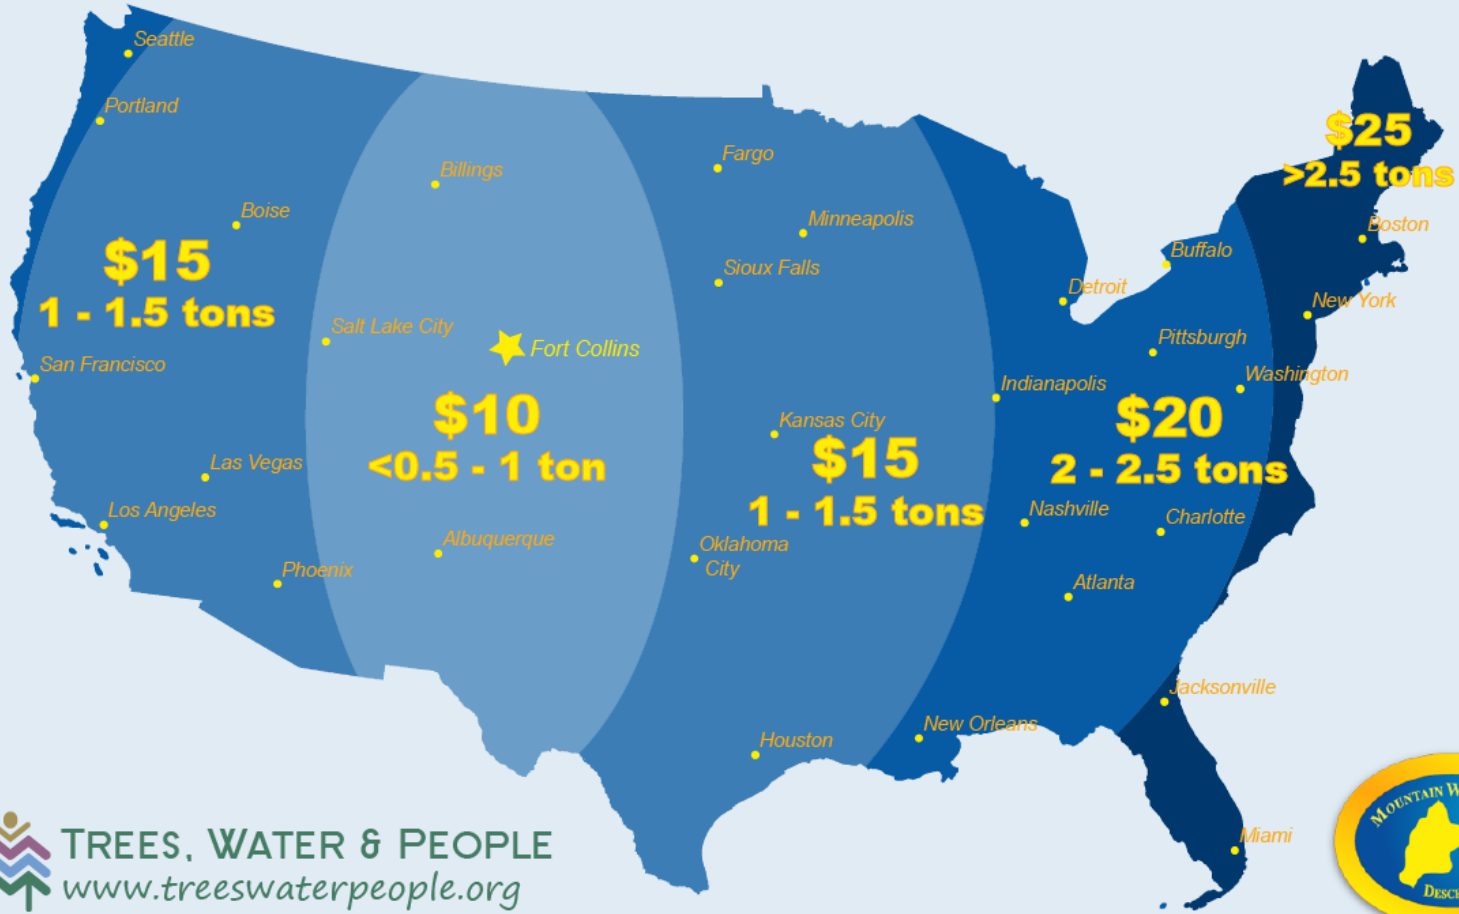 Seattle
Portland
Boise
$15
1 - 1.5 tons
San Francisco
Las Vegas
Los Angeles
Phoenix
Billings
Salt Lake City
Fort Collins
$10
<0.5 - 1 ton
Albuquerque
Fargo
Minneapolis
Sioux Falls
Kansas City
$15
1 - 1.5 tons
Oklahoma
City
Houston
Detroit
Buffalo
Pittsburgh
Indianapolis
Washington
$20
2 - 2.5 tons
Nashville
Charlotte
Atlanta
New Orleans
$25
>2.5 tons
Boston
New York
Jacksonville
Miami
TREES, WATER & PEOPLE
www.treeswaterpeople.org
MOUNTAIN